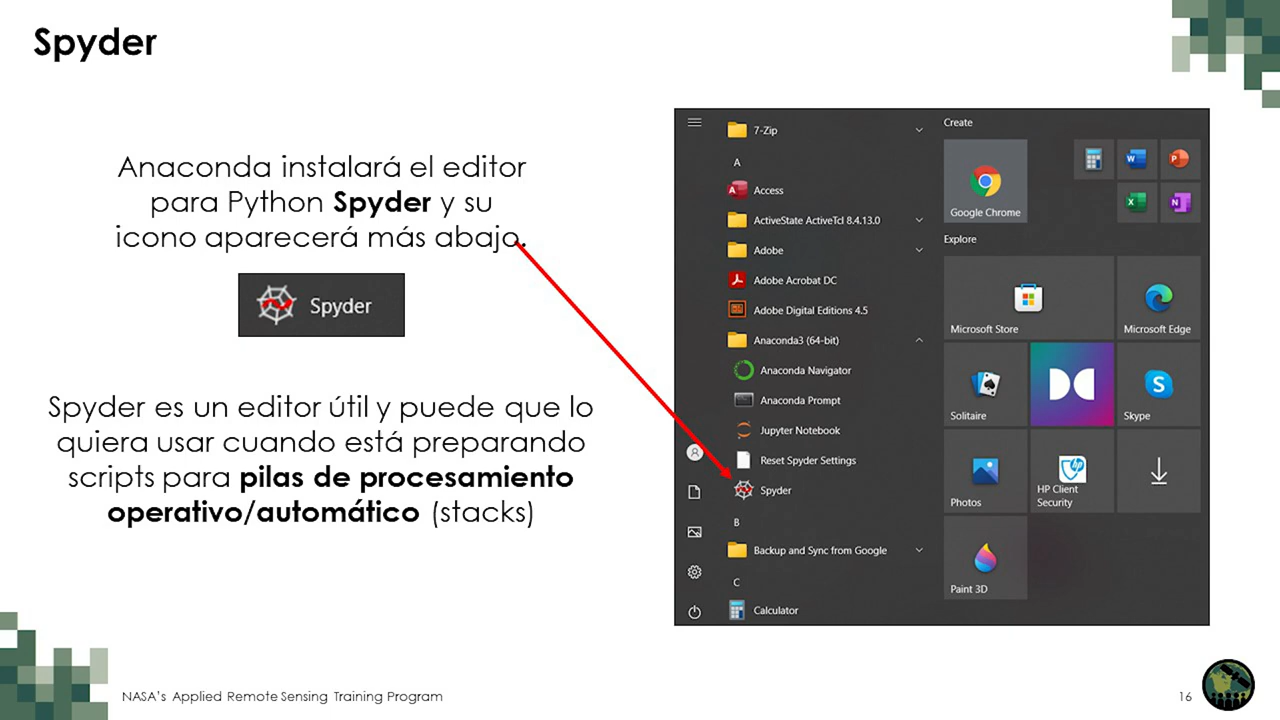 Spyder
Anaconda instalará el editor
para Python Spyder y su
icono aparecerá más abajo.
Spyder
Spyder es un editor útil y puede que lo
quiera usar cuando está preparando
scripts para pilas de procesamiento
operativo/automático (stacks)
7-Zip
A
Access
ActiveState ActiveTcl 8.4.13.0
Adobe
Adobe Acrobat DC
Adobe Digital Editions 4.5
Anaconda3 (64-bit)
Anaconda Navigator
Anaconda Prompt
Jupyter Notebook
Reset Spyder Settings
Spyder
B
Backup and Sync from Google
C
Calculator
Create
Google Chrome
Explore
Microsoft Store
Microsoft Edge
Solitaire
Skype
Photos
HP Client
Security
Paint 3D
NASA's Applied Remote Sensing Training Program
16